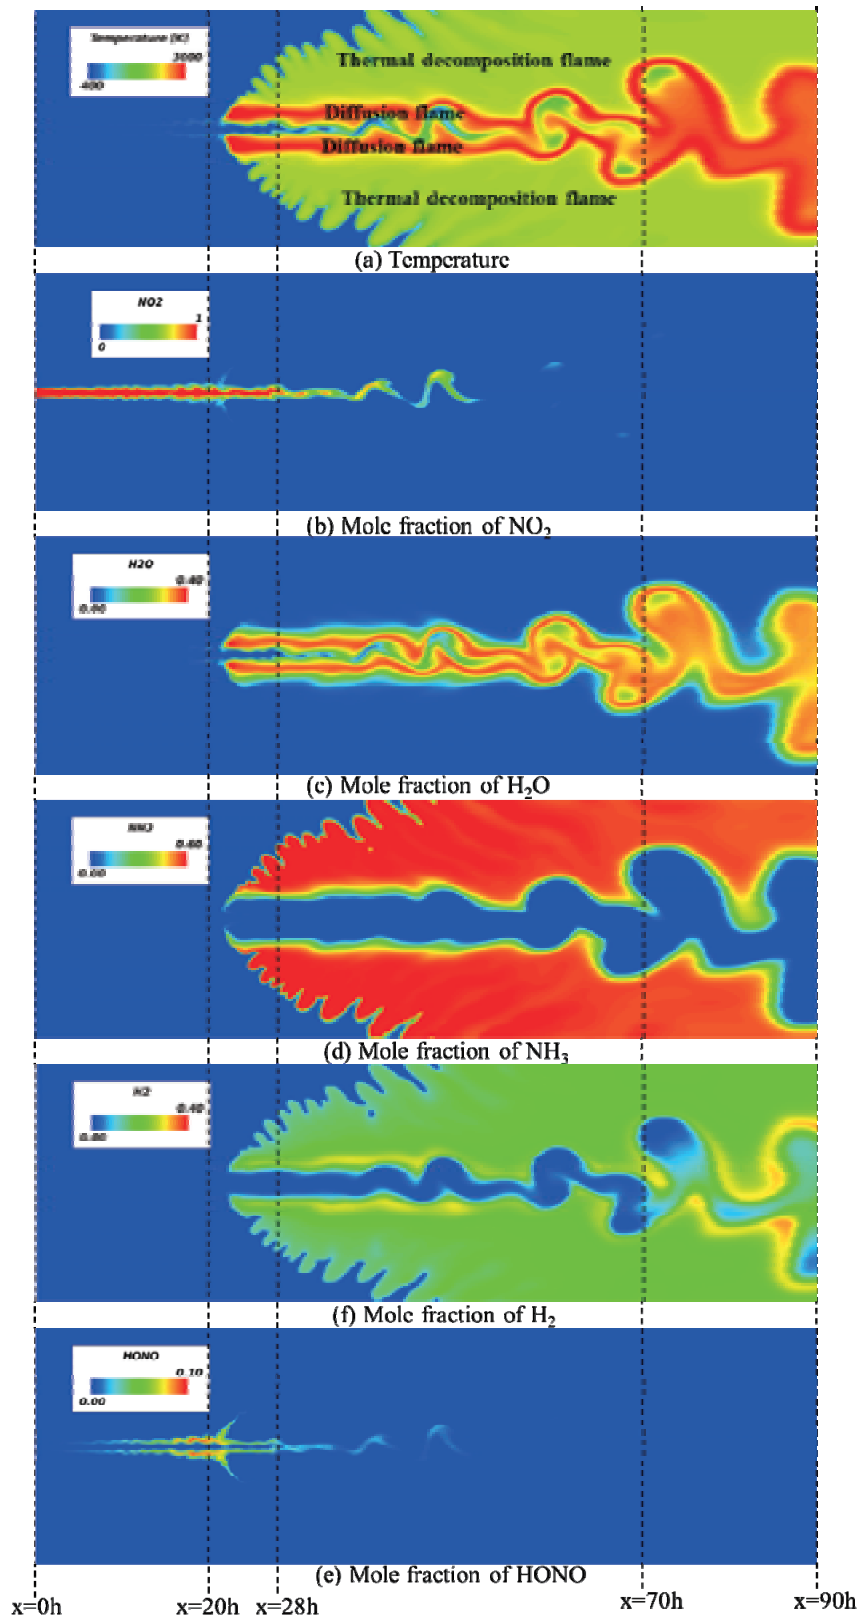 Temperature (K)
3000
400
Thermal decomposition flame
Diffusion flame
Diffusion flame
Thermal decomposition flame
(a) Temperature
NO2
1
0
(b) Mole fraction of NO₂
H2O
0.40
0.00
(c) Mole fraction of H₂O
NH3
0.80
0.00
(d) Mole fraction of NH₃
H2
0.40
0.00
(f) Mole fraction of H₂
HONO
0.10
0.00
(e) Mole fraction of HONO
x=0h x=20h x=28h x=70h x=90h